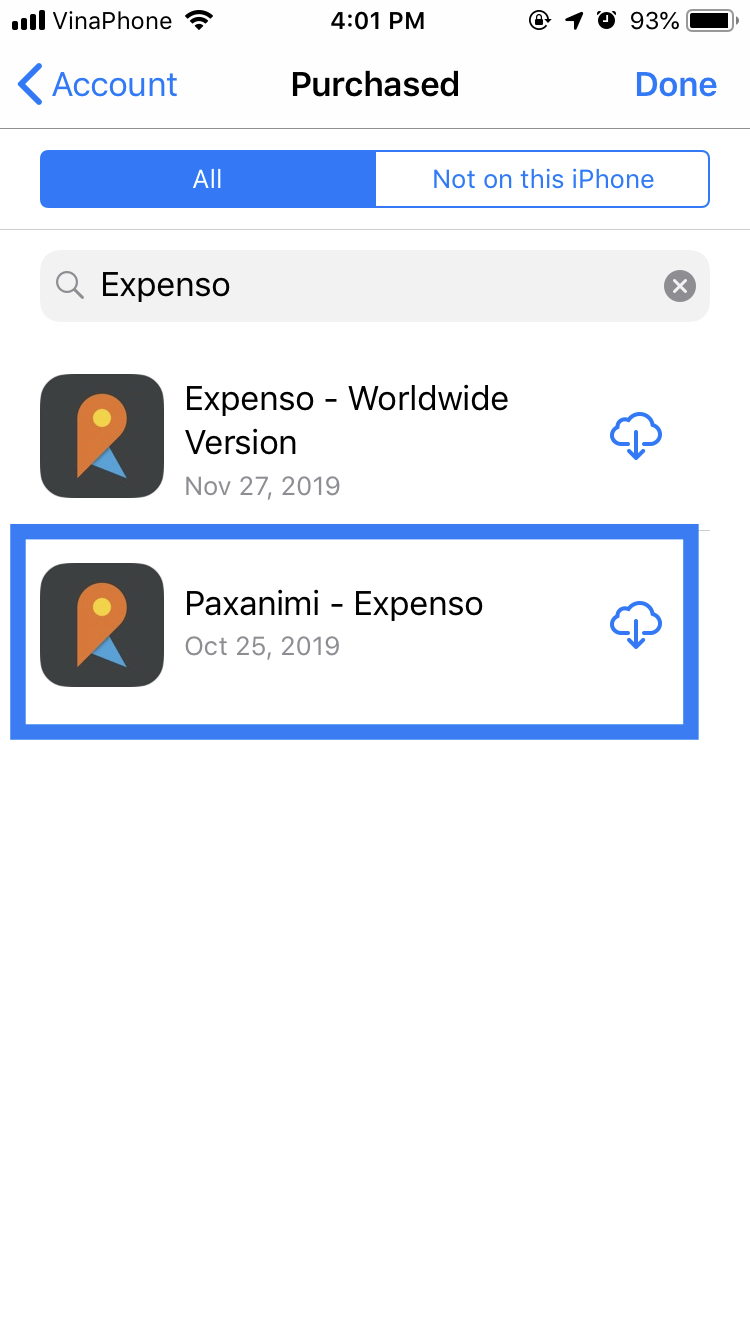 VinaPhone 4:01 PM 93%
Account Purchased Done
All Not on this iPhone
Expenso
Expenso - Worldwide
Version
Nov 27, 2019
Paxanimi - Expenso
Oct 25, 2019